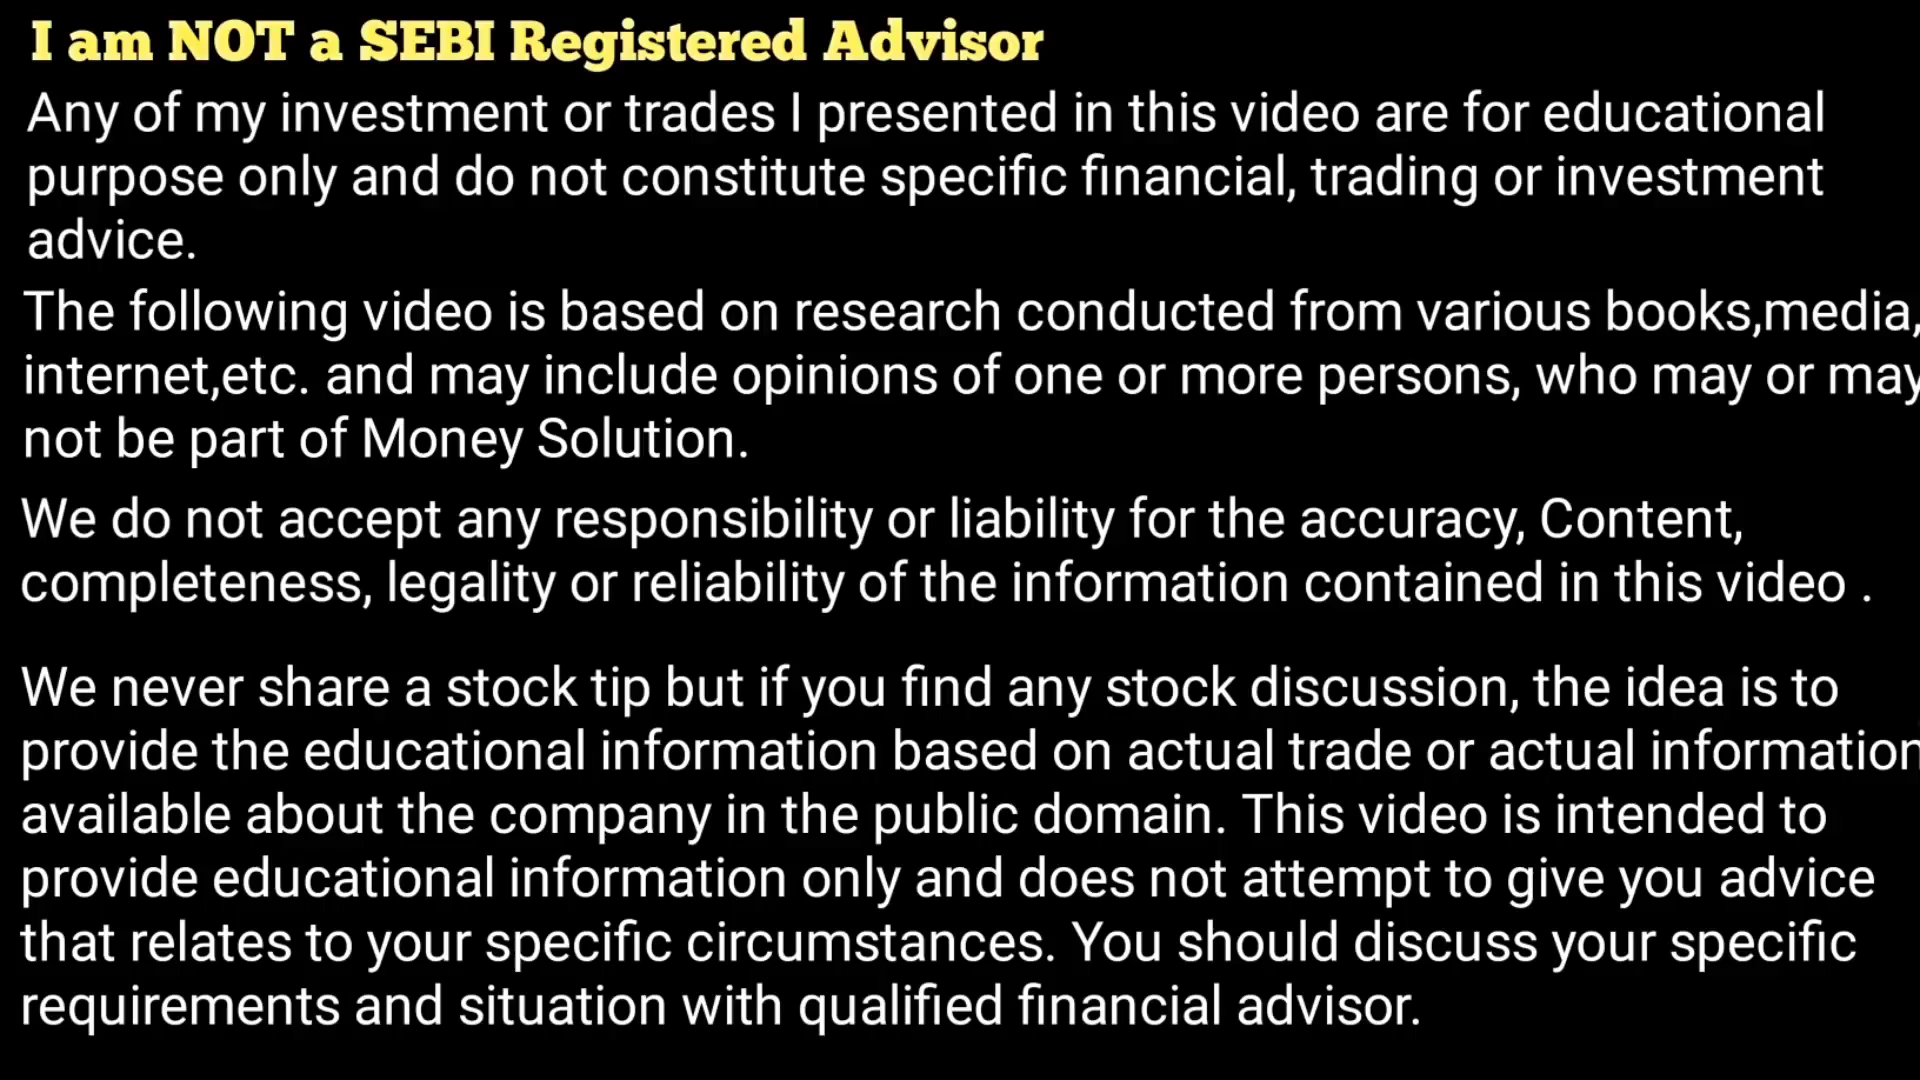 I am NOT a SEBI Registered Advisor
Any of my investment or trades I presented in this video are for educational
purpose only and do not constitute specific financial, trading or investment
advice.
The following video is based on research conducted from various books,media,
internet,etc. and may include opinions of one or more persons, who may or may
not be part of Money Solution.
We do not accept any responsibility or liability for the accuracy, Content,
completeness, legality or reliability of the information contained in this video .
We never share a stock tip but if you find any stock discussion, the idea is to
provide the educational information based on actual trade or actual information
available about the company in the public domain. This video is intended to
provide educational information only and does not attempt to give you advice
that relates to your specific circumstances. You should discuss your specific
requirements and situation with qualified financial advisor.